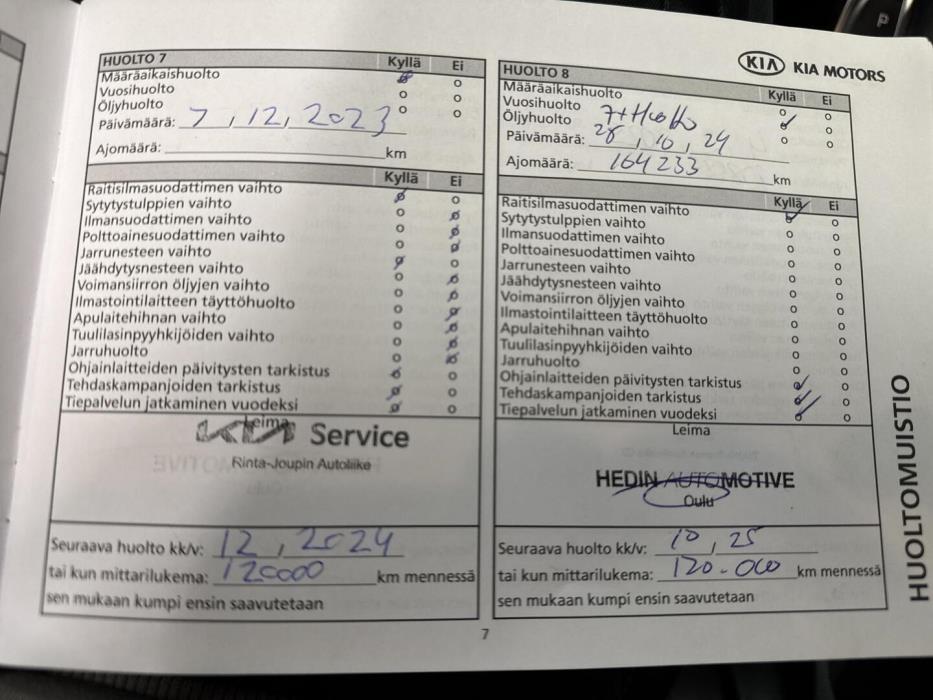 P
HUOLTO 7 Kyllä Ei
Määräaikaishuolto
Vuosihuolto
Öljyhuolto
Päivämäärä: 7, 12, 2023
Ajomäärä: km
Kyllä Ei
Raitisilmasuodattimen vaihto
Sytytystulppien vaihto
Ilmansuodattimen vaihto
Polttoainesuodattimen vaihto
Jarrunesteen vaihto
Jäähdytysnesteen vaihto
Voimansiirron öljyjen vaihto
Ilmastointilaitteen täyttöhuolto
Apulaitehihnan vaihto
Tuulilasinpyyhkijöiden vaihto
Jarruhuolto
Ohjainlaitteiden päivitysten tarkistus
Tehdaskampanjoiden tarkistus
Tiepalvelun jatkaminen vuodeksi
Leima
KIA Service
Rinta-Joupin Autoliike
Seuraava huolto kk/v: 12, 2024
tai kun mittarilukema: 120000 km mennessä
sen mukaan kumpi ensin saavutetaan
KIA KIA MOTORS
HUOLTO 8 Kyllä Ei
Määräaikaishuolto
Vuosihuolto
Öljyhuolto 7+Huolto
Päivämäärä: 28, 10, 24
Ajomäärä: 164233 km
Kyllä Ei
Raitisilmasuodattimen vaihto
Sytytystulppien vaihto
Ilmansuodattimen vaihto
Polttoainesuodattimen vaihto
Jarrunesteen vaihto
Jäähdytysnesteen vaihto
Voimansiirron öljyjen vaihto
Ilmastointilaitteen täyttöhuolto
Apulaitehihnan vaihto
Tuulilasinpyyhkijöiden vaihto
Jarruhuolto
Ohjainlaitteiden päivitysten tarkistus
Tehdaskampanjoiden tarkistus
Tiepalvelun jatkaminen vuodeksi
Leima
HEDIN AUTOMOTIVE
Oulu
Seuraava huolto kk/v: 10, 25
tai kun mittarilukema: 120-000 km mennessä
sen mukaan kumpi ensin saavutetaan
HUOLTOMUISTIO
7